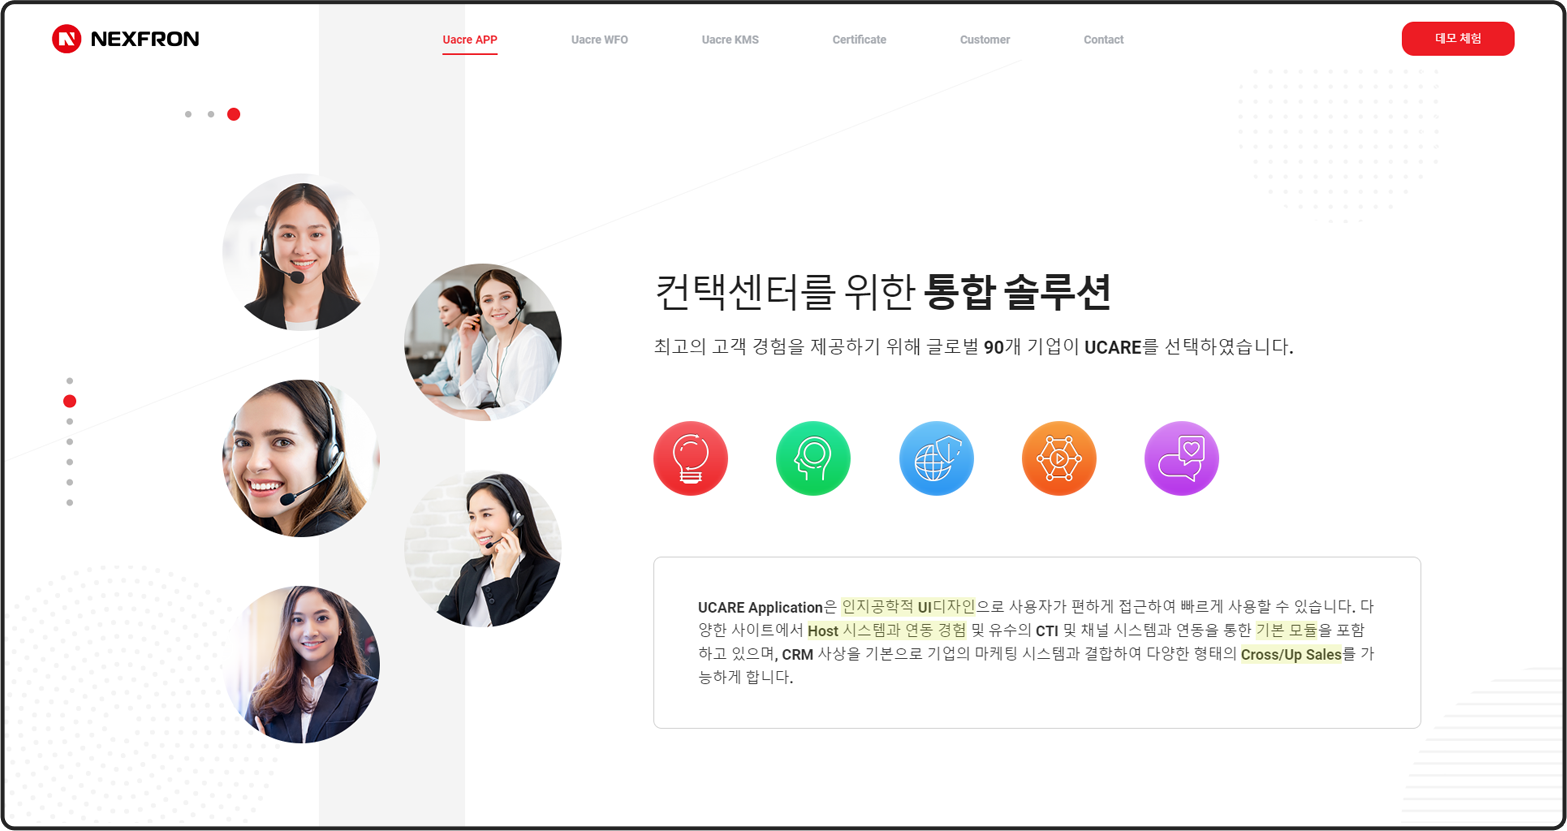 NEXFRON
Uacre APP
Uacre WFO
Uacre KMS
Certificate
Customer
Contact
데모 체험
컨택센터를 위한 통합 솔루션
최고의 고객 경험을 제공하기 위해 글로벌 90개 기업이 UCARE를 선택하였습니다.
UCARE Application은 인지공학적 UI디자인으로 사용자가 편하게 접근하여 빠르게 사용할 수 있습니다. 다
양한 사이트에서 Host 시스템과 연동 경험 및 유수의 CTI 및 채널 시스템과 연동을 통한 기본 모듈을 포함
하고 있으며, CRM 사상을 기본으로 기업의 마케팅 시스템과 결합하여 다양한 형태의 Cross/Up Sales를 가
능하게 합니다.